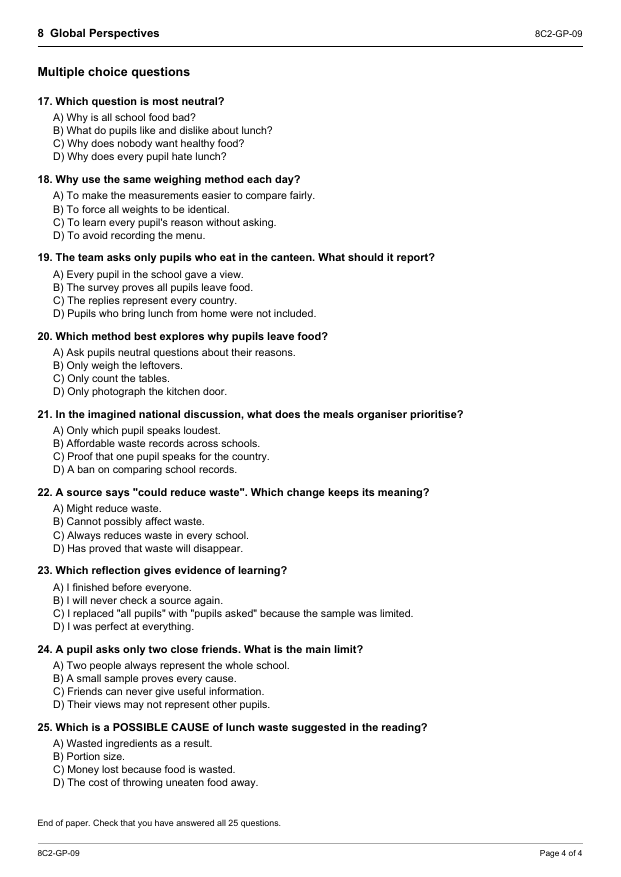 8 Global Perspectives
8C2-GP-09
Multiple choice questions
17. Which question is most neutral?
A) Why is all school food bad?
B) What do pupils like and dislike about lunch?
C) Why does nobody want healthy food?
D) Why does every pupil hate lunch?
18. Why use the same weighing method each day?
A) To make the measurements easier to compare fairly.
B) To force all weights to be identical.
C) To learn every pupil's reason without asking.
D) To avoid recording the menu.
19. The team asks only pupils who eat in the canteen. What should it report?
A) Every pupil in the school gave a view.
B) The survey proves all pupils leave food.
C) The replies represent every country.
D) Pupils who bring lunch from home were not included.
20. Which method best explores why pupils leave food?
A) Ask pupils neutral questions about their reasons.
B) Only weigh the leftovers.
C) Only count the tables.
D) Only photograph the kitchen door.
21. In the imagined national discussion, what does the meals organiser prioritise?
A) Only which pupil speaks loudest.
B) Affordable waste records across schools.
C) Proof that one pupil speaks for the country.
D) A ban on comparing school records.
22. A source says "could reduce waste". Which change keeps its meaning?
A) Might reduce waste.
B) Cannot possibly affect waste.
C) Always reduces waste in every school.
D) Has proved that waste will disappear.
23. Which reflection gives evidence of learning?
A) I finished before everyone.
B) I will never check a source again.
C) I replaced "all pupils" with "pupils asked" because the sample was limited.
D) I was perfect at everything.
24. A pupil asks only two close friends. What is the main limit?
A) Two people always represent the whole school.
B) A small sample proves every cause.
C) Friends can never give useful information.
D) Their views may not represent other pupils.
25. Which is a POSSIBLE CAUSE of lunch waste suggested in the reading?
A) Wasted ingredients as a result.
B) Portion size.
C) Money lost because food is wasted.
D) The cost of throwing uneaten food away.
End of paper. Check that you have answered all 25 questions.
8C2-GP-09
Page 4 of 4